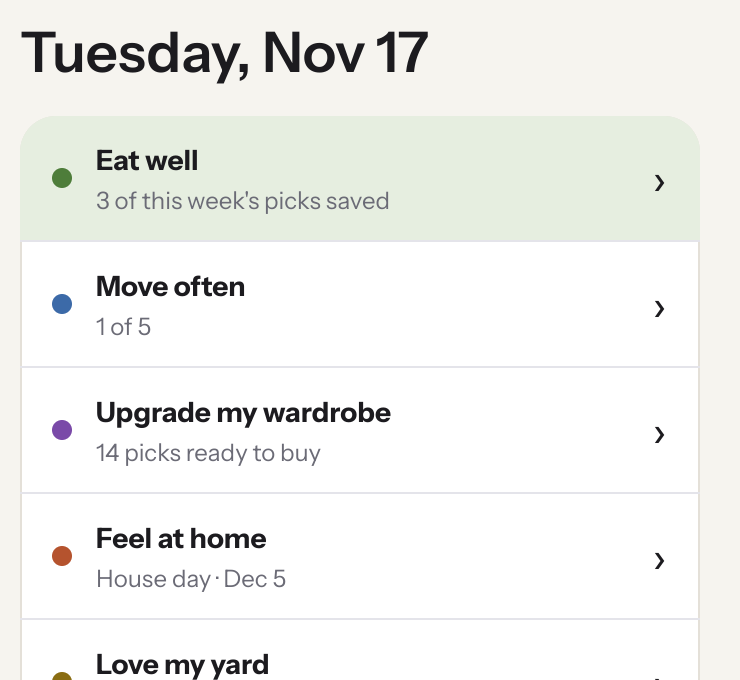 Tuesday, Nov 17
Eat well
3 of this week's picks saved
Move often
1 of 5
Upgrade my wardrobe
14 picks ready to buy
Feel at home
House day · Dec 5
Love my yard